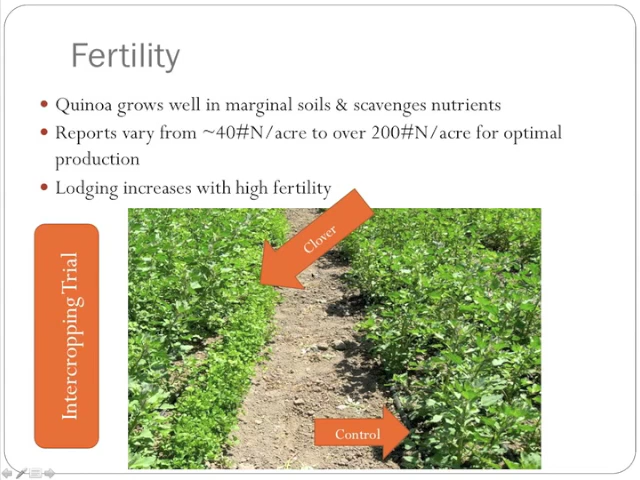 Fertility
• Quinoa grows well in marginal soils & scavenges nutrients
• Reports vary from ~40#N/acre to over 200#N/acre for optimal
production
• Lodging increases with high fertility
Clover
Intercropping Trial
Control